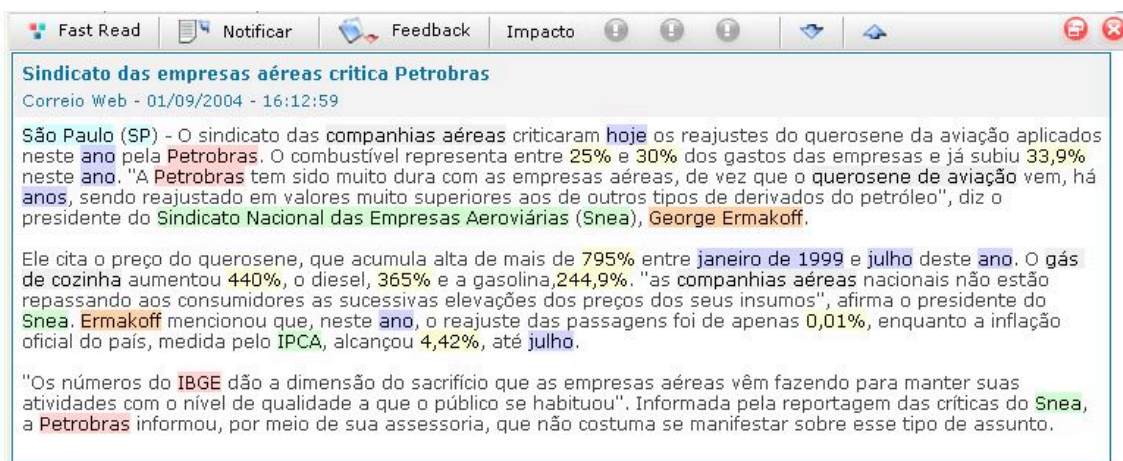 Fast Read Notificar Feedback Impacto
Sindicato das empresas aéreas critica Petrobras
Correio Web - 01/09/2004 - 16:12:59
São Paulo (SP) - O sindicato das companhias aéreas criticaram hoje os reajustes do querosene da aviação aplicados
neste ano pela Petrobras. O combustível representa entre 25% e 30% dos gastos das empresas e já subiu 33,9%
neste ano. "A Petrobras tem sido muito dura com as empresas aéreas, de vez que o querosene de aviação vem, há
anos, sendo reajustado em valores muito superiores aos de outros tipos de derivados do petróleo", diz o
presidente do Sindicato Nacional das Empresas Aeroviárias (Snea), George Ermakoff.
Ele cita o preço do querosene, que acumula alta de mais de 795% entre janeiro de 1999 e julho deste ano. O gás
de cozinha aumentou 440%, o diesel, 365% e a gasolina,244,9%. "as companhias aéreas nacionais não estão
repassando aos consumidores as sucessivas elevações dos preços dos seus insumos", afirma o presidente do
Snea. Ermakoff mencionou que, neste ano, o reajuste das passagens foi de apenas 0,01%, enquanto a inflação
oficial do país, medida pelo IPCA, alcançou 4,42%, até julho.
"Os números do IBGE dão a dimensão do sacrifício que as empresas aéreas vêm fazendo para manter suas
atividades com o nível de qualidade a que o público se habituou". Informada pela reportagem das críticas do Snea,
a Petrobras informou, por meio de sua assessoria, que não costuma se manifestar sobre esse tipo de assunto.